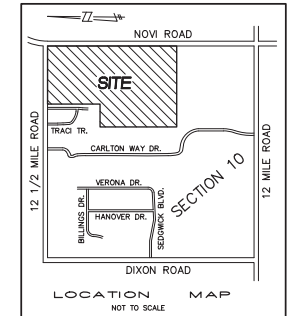 Z
NOVI ROAD
SITE
TRACI TR.
CARLTON WAY DR.
12 1/2 MILE ROAD
12 MILE ROAD
SECTION 10
VERONA DR.
HANOVER DR.
BILLINGS DR.
SEDGWICK BLVD.
DIXON ROAD
LOCATION MAP
NOT TO SCALE